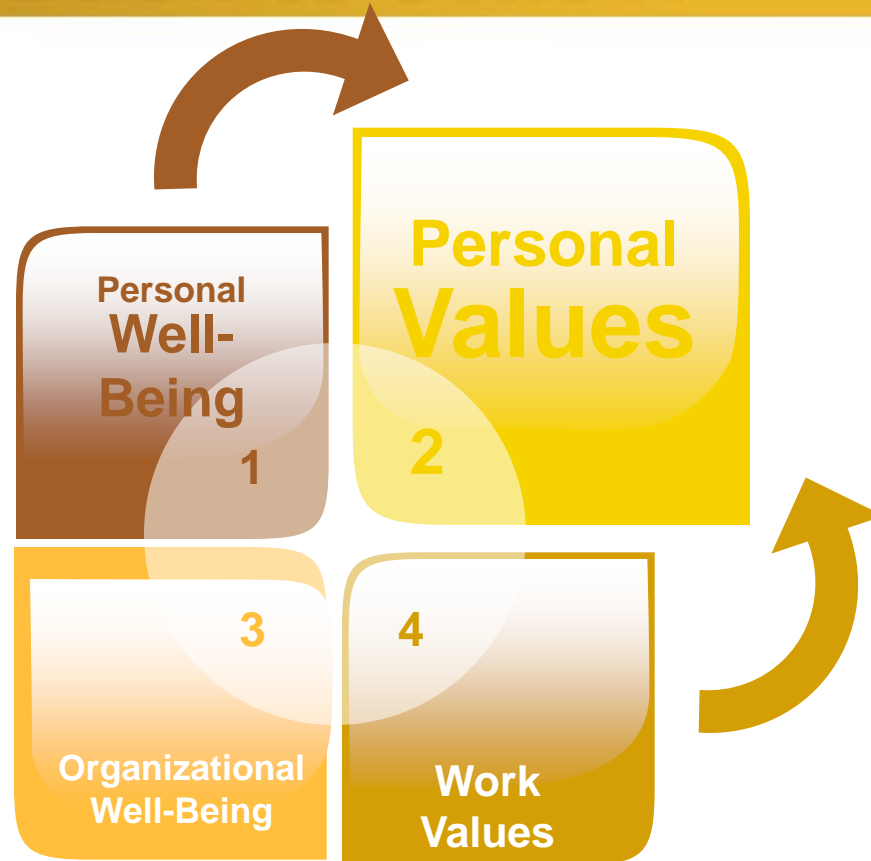 Personal
Well-
Being
1
Personal
Values
2
3
Organizational
Well-Being
4
Work
Values